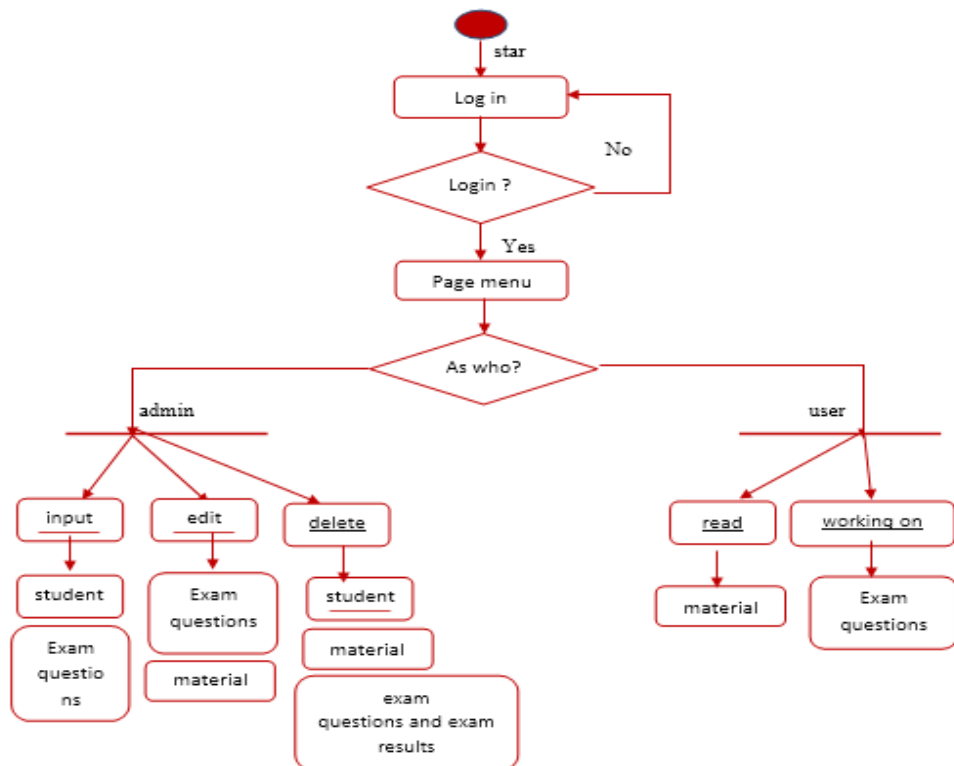 star
Log in
No
Login ?
Yes
Page menu
As who?
admin
user
input
edit
delete
read
working on
student
Exam
questio
ns
Exam
questions
material
student
material
exam
questions and exam
results
material
Exam
questions